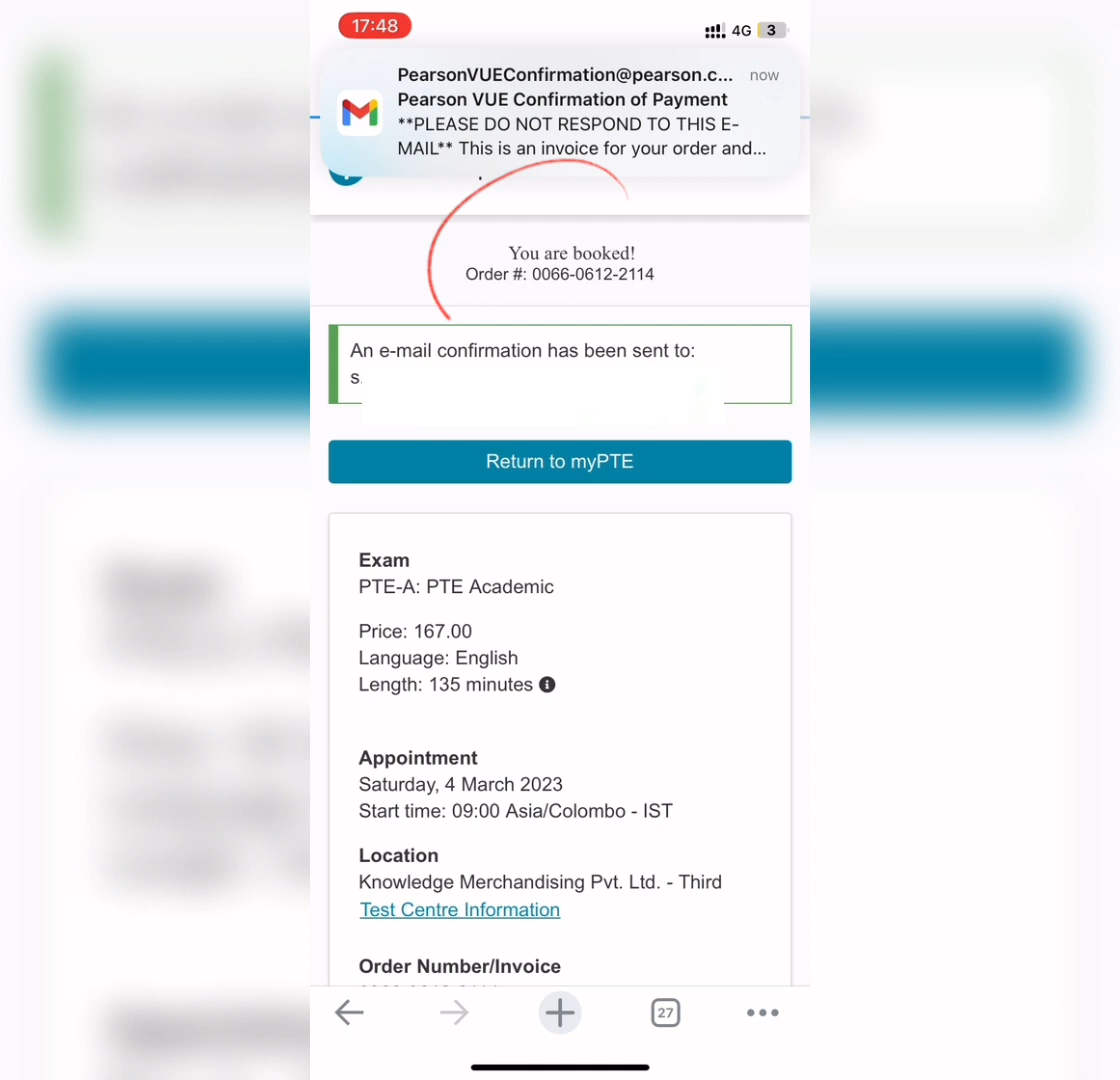 17:48
4G
3
PearsonVUEConfirmation@pearson.c... now
Pearson VUE Confirmation of Payment
**PLEASE DO NOT RESPOND TO THIS E-
MAIL** This is an invoice for your order and...
You are booked!
Order #: 0066-0612-2114
An e-mail confirmation has been sent to:
s.
Return to myPTE
Exam
PTE-A: PTE Academic
Price: 167.00
Language: English
Length: 135 minutes
Appointment
Saturday, 4 March 2023
Start time: 09:00 Asia/Colombo - IST
Location
Knowledge Merchandising Pvt. Ltd. - Third
Test Centre Information
Order Number/Invoice
27